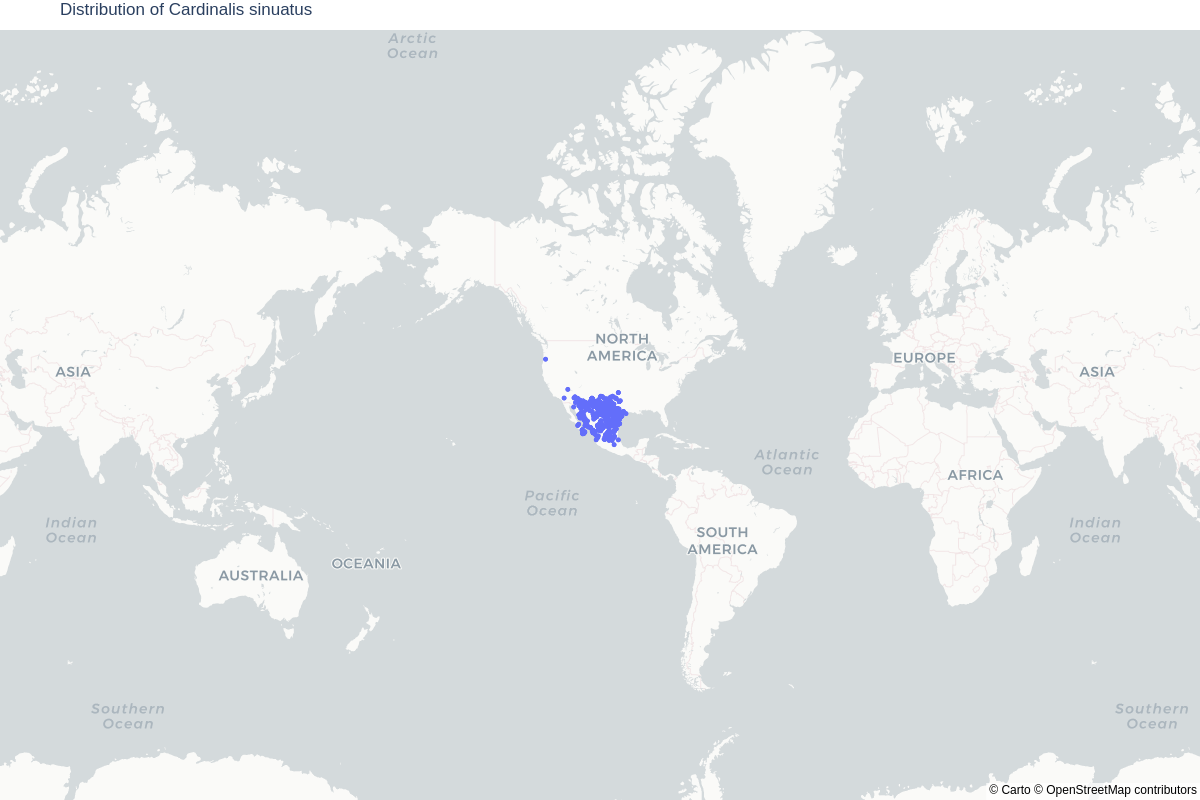 Distribution of Cardinalis sinuatus
Arctic
Ocean
NORTH
AMERICA
EUROPE
ASIA
ASIA
Atlantic
Ocean
AFRICA
Pacific
Ocean
Indian
Ocean
Indian
Ocean
SOUTH
AMERICA
OCEANIA
AUSTRALIA
Southern
Ocean
Southern
Ocean
© Carto © OpenStreetMap contributors